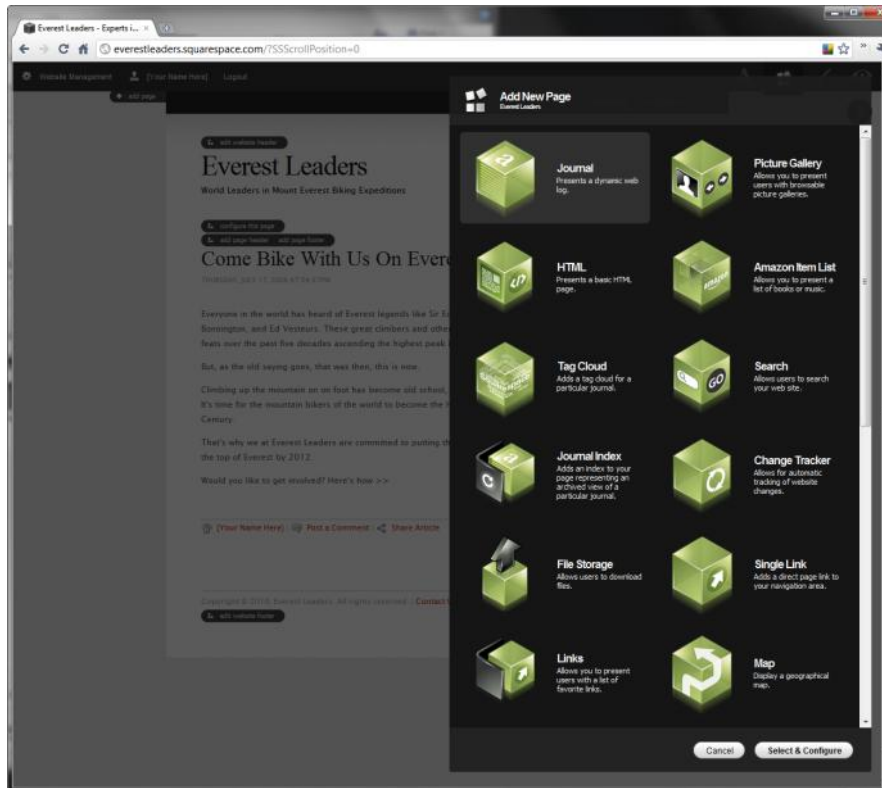 Everest Leaders - Experts i...
everestleaders.squarespace.com/?SSScrollPosition=0
Website Management [Your Name Here] Logout
add page
edit website header
Everest Leaders
World Leaders in Mount Everest Biking Expeditions
configure this page
add page header add page footer
Come Bike With Us On Ever
Everyone in the world has heard of Everest legends like Sir E
Bonnington, and Ed Viesturs. These great climbers and othe
feats over the past five decades ascending the highest peak
But, as the old saying goes, that was then, this is now.
Climbing up the mountain on on foot has become old school,
It's time for the mountain bikers of the world to become the
Century.
That's why we at Everest Leaders are committed to putting th
the top of Everest by 2012.
Would you like to get involved? Here's how >>
[Your Name Here] Post a Comment Share Article
Copyright © 2010, Everest Leaders. All rights reserved. | Contact
edit website footer
Add New Page
Everest Leaders
Journal
Presents a dynamic web
log.
Picture Gallery
Allows you to present
users with browsable
picture galleries.
HTML
Presents a basic HTML
page.
Amazon Item List
Allows you to present a
list of books or music.
amazon
Tag Cloud
Adds a tag cloud for a
particular journal.
Search
Allows users to search
your web site.
GO
Journal Index
Adds an index to your
page representing an
archived view of a
particular journal.
Change Tracker
Allows for automatic
tracking of website
changes.
File Storage
Allows users to download
files.
Single Link
Adds a direct page link to
your navigation area.
Links
Allows you to present
users with a list of
favorite links.
Map
Display a geographical
map.
Cancel Select & Configure